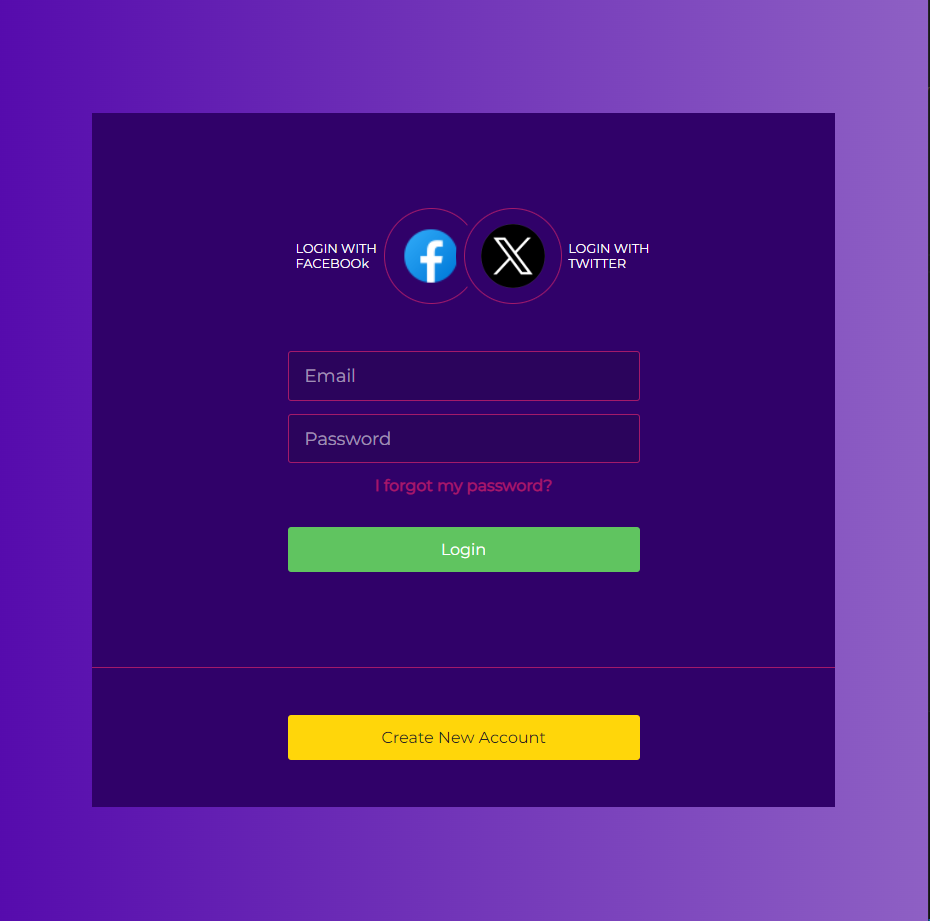 LOGIN WITH
FACEBOOk
LOGIN WITH
TWITTER
Email
Password
I forgot my password?
Login
Create New Account